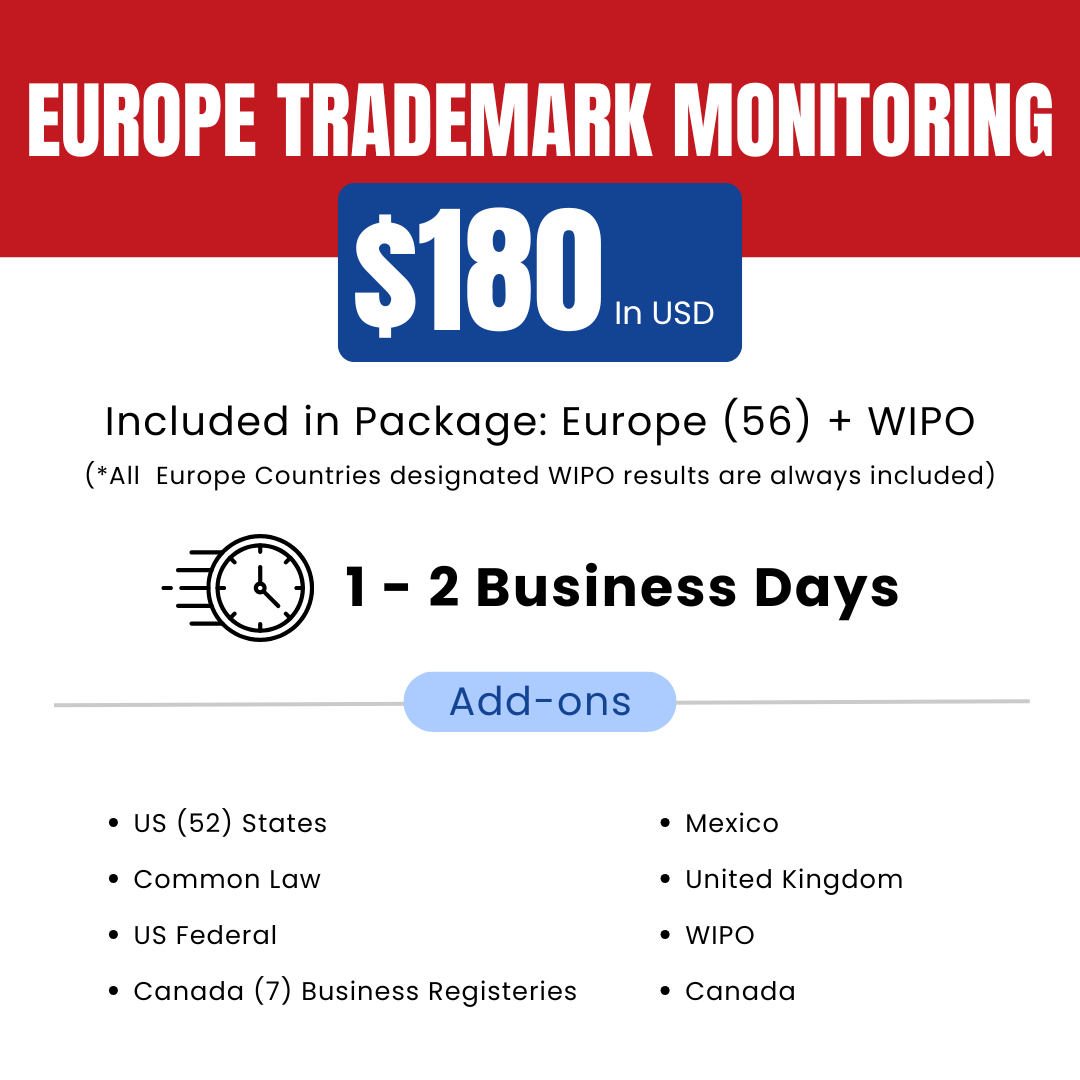 EUROPE TRADEMARK MONITORING
$180 In USD
Included in Package: Europe (56) + WIPO
(*All Europe Countries designated WIPO results are always included)
1 - 2 Business Days
Add-ons
• US (52) States
• Common Law
• US Federal
• Canada (7) Business Registeries
• Mexico
• United Kingdom
• WIPO
• Canada